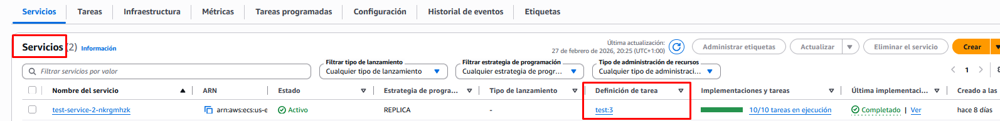 Servicios Tareas Infraestructura Métricas Tareas programadas Configuración Historial de eventos Etiquetas
Servicios (2) Información
Última actualización:
27 de febrero de 2026, 20:25 (UTC+1:00)
Administrar etiquetas Actualizar Eliminar el servicio Crear
Filtrar servicios por valor
Filtrar tipo de lanzamiento
Cualquier tipo de lanzamiento
Filtrar estrategia de programación
Cualquier estrategia de progr...
Tipo de administración de recursos
Cualquier tipo de administraci...
1
Nombre del servicio ARN Estado Estrategia de progra... Tipo de lanzamiento Definición de tarea Implementaciones y tareas Última implementaci... Creado a las
test-service-2-nkrgmhzk arn:aws:ecs:us-e Activo REPLICA - test:3 10/10 tareas en ejecución Completado | Ver hace 8 días